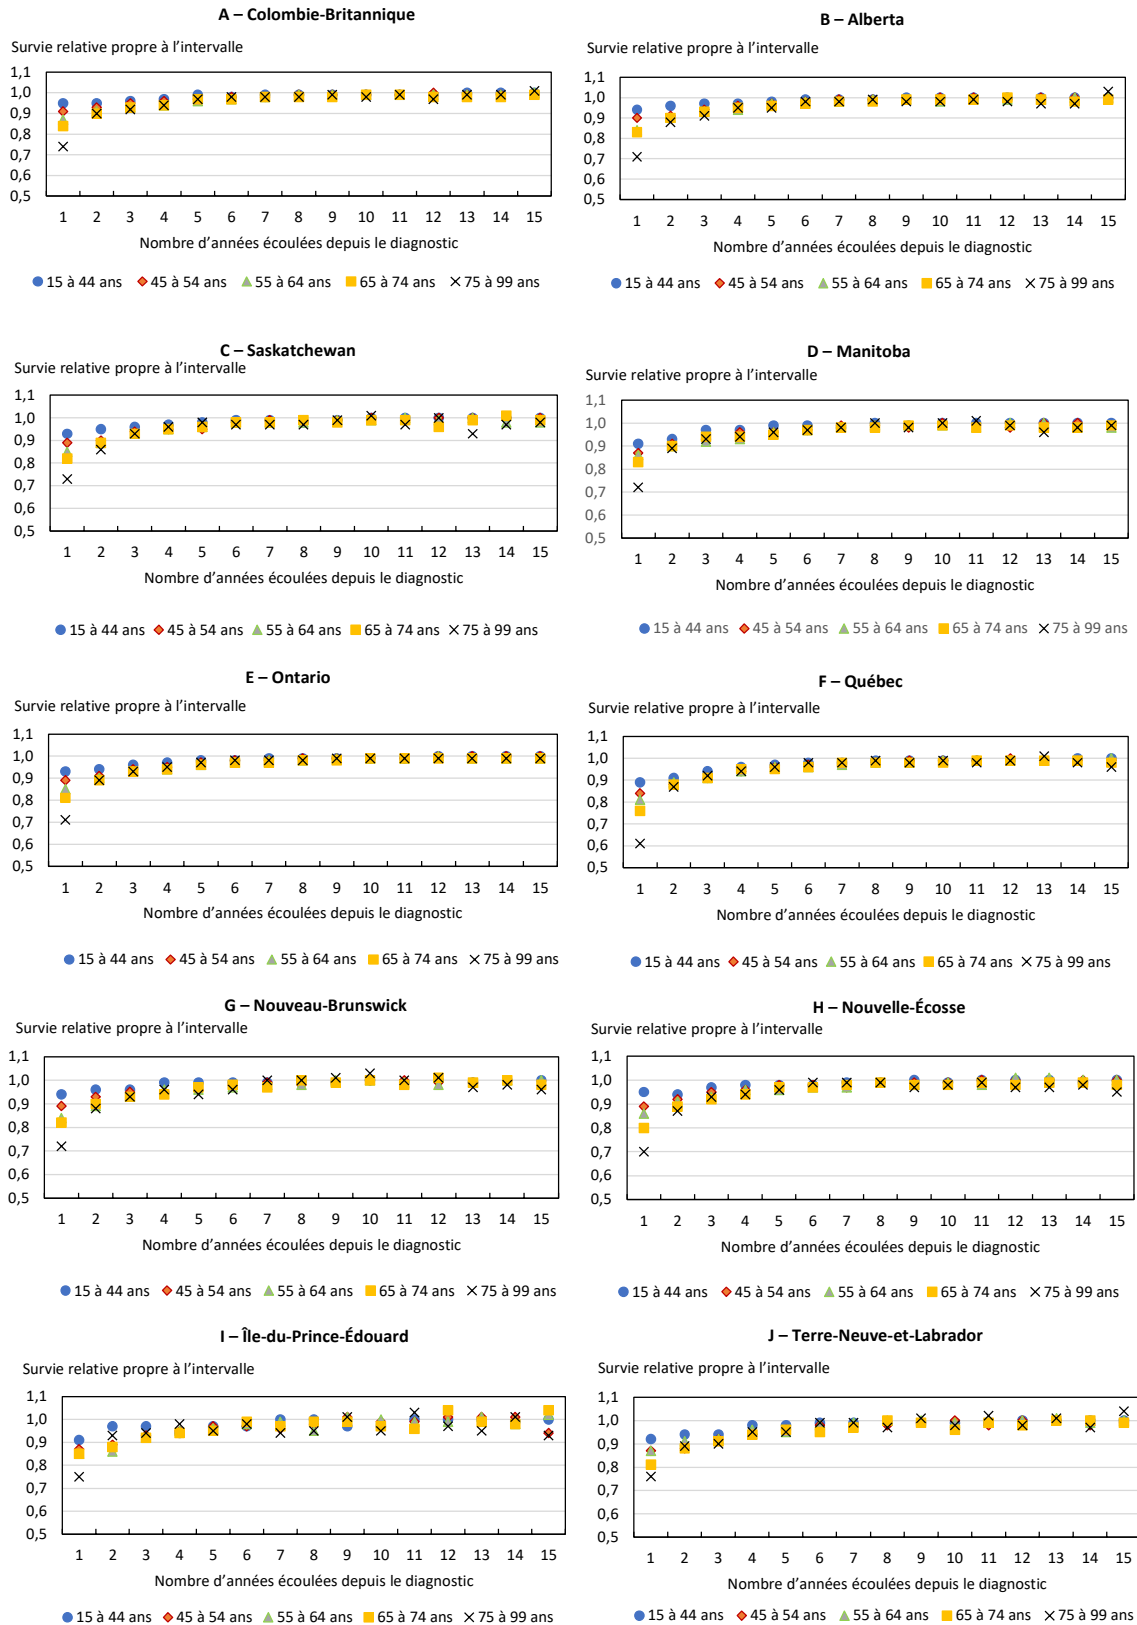 A – Colombie-Britannique
Survie relative propre à l'intervalle
1,1
1,0
0,9
0,8
0,7
0,6
0,5
1 2 3 4 5 6 7 8 9 10 11 12 13 14 15
Nombre d'années écoulées depuis le diagnostic
15 à 44 ans 45 à 54 ans 55 à 64 ans 65 à 74 ans 75 à 99 ans
B – Alberta
Survie relative propre à l'intervalle
1,1
1,0
0,9
0,8
0,7
0,6
0,5
1 2 3 4 5 6 7 8 9 10 11 12 13 14 15
Nombre d'années écoulées depuis le diagnostic
15 à 44 ans 45 à 54 ans 55 à 64 ans 65 à 74 ans 75 à 99 ans
C – Saskatchewan
Survie relative propre à l'intervalle
1,1
1,0
0,9
0,8
0,7
0,6
0,5
1 2 3 4 5 6 7 8 9 10 11 12 13 14 15
Nombre d'années écoulées depuis le diagnostic
15 à 44 ans 45 à 54 ans 55 à 64 ans 65 à 74 ans 75 à 99 ans
D – Manitoba
Survie relative propre à l'intervalle
1,1
1,0
0,9
0,8
0,7
0,6
0,5
1 2 3 4 5 6 7 8 9 10 11 12 13 14 15
Nombre d'années écoulées depuis le diagnostic
15 à 44 ans 45 à 54 ans 55 à 64 ans 65 à 74 ans 75 à 99 ans
E – Ontario
Survie relative propre à l'intervalle
1,1
1,0
0,9
0,8
0,7
0,6
0,5
1 2 3 4 5 6 7 8 9 10 11 12 13 14 15
Nombre d'années écoulées depuis le diagnostic
15 à 44 ans 45 à 54 ans 55 à 64 ans 65 à 74 ans 75 à 99 ans
F – Québec
Survie relative propre à l'intervalle
1,1
1,0
0,9
0,8
0,7
0,6
0,5
1 2 3 4 5 6 7 8 9 10 11 12 13 14 15
Nombre d'années écoulées depuis le diagnostic
15 à 44 ans 45 à 54 ans 55 à 64 ans 65 à 74 ans 75 à 99 ans
G – Nouveau-Brunswick
Survie relative propre à l'intervalle
1,1
1,0
0,9
0,8
0,7
0,6
0,5
1 2 3 4 5 6 7 8 9 10 11 12 13 14 15
Nombre d'années écoulées depuis le diagnostic
15 à 44 ans 45 à 54 ans 55 à 64 ans 65 à 74 ans 75 à 99 ans
H – Nouvelle-Écosse
Survie relative propre à l'intervalle
1,1
1,0
0,9
0,8
0,7
0,6
0,5
1 2 3 4 5 6 7 8 9 10 11 12 13 14 15
Nombre d'années écoulées depuis le diagnostic
15 à 44 ans 45 à 54 ans 55 à 64 ans 65 à 74 ans 75 à 99 ans
I – Île-du-Prince-Édouard
Survie relative propre à l'intervalle
1,1
1,0
0,9
0,8
0,7
0,6
0,5
1 2 3 4 5 6 7 8 9 10 11 12 13 14 15
Nombre d'années écoulées depuis le diagnostic
15 à 44 ans 45 à 54 ans 55 à 64 ans 65 à 74 ans 75 à 99 ans
J – Terre-Neuve-et-Labrador
Survie relative propre à l'intervalle
1,1
1,0
0,9
0,8
0,7
0,6
0,5
1 2 3 4 5 6 7 8 9 10 11 12 13 14 15
Nombre d'années écoulées depuis le diagnostic
15 à 44 ans 45 à 54 ans 55 à 64 ans 65 à 74 ans 75 à 99 ans